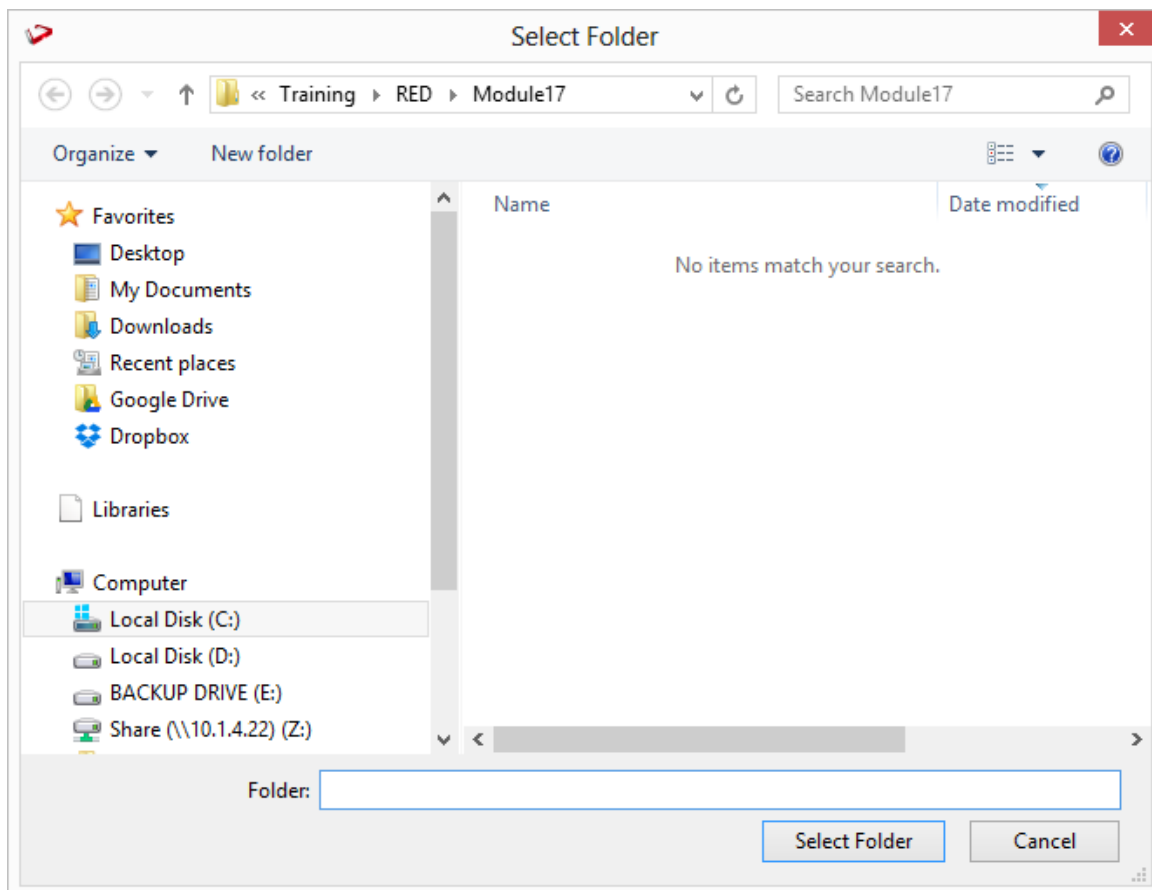 Select Folder
« Training RED Module17
Search Module17
Organize
New folder
Name
Date modified
No items match your search.
Favorites
Desktop
My Documents
Downloads
Recent places
Google Drive
Dropbox
Libraries
Computer
Local Disk (C:)
Local Disk (D:)
BACKUP DRIVE (E:)
Share (\\10.1.4.22) (Z:)
Folder:
Select Folder
Cancel